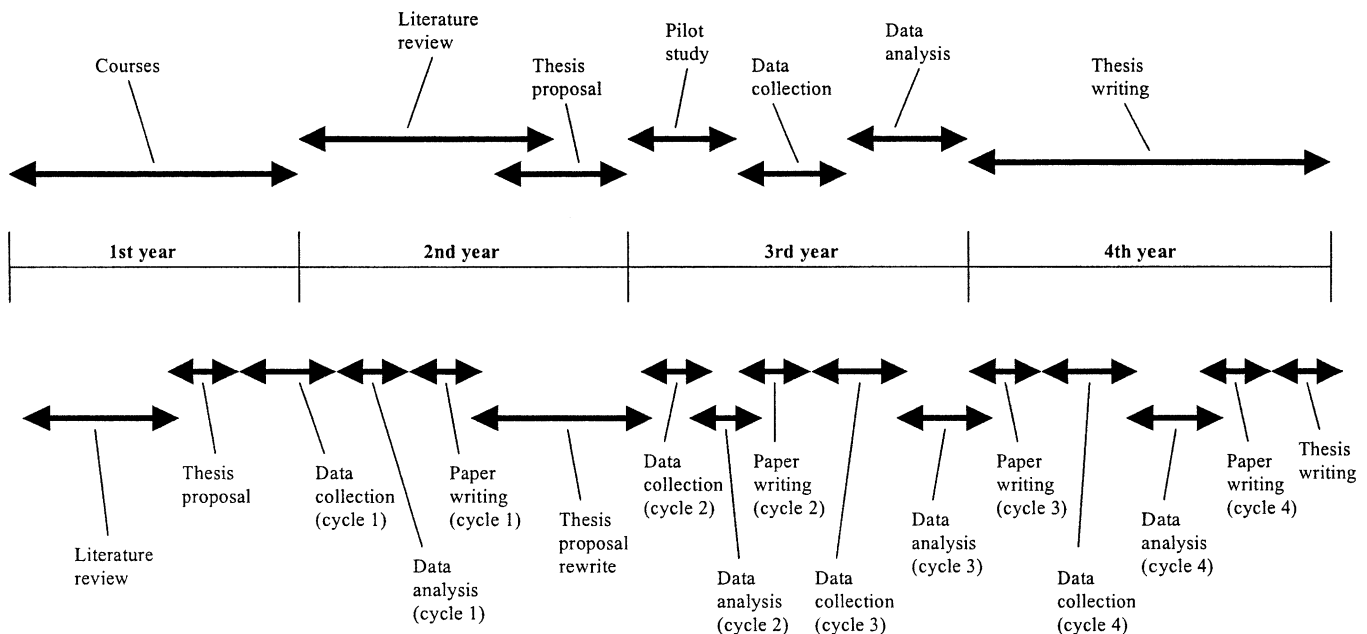 Courses
Literature
review
Thesis
proposal
Pilot
study
Data
collection
Data
analysis
Thesis
writing
1st year
2nd year
3rd year
4th year
Literature
review
Thesis
proposal
Data
collection
(cycle 1)
Data
analysis
(cycle 1)
Paper
writing
(cycle 1)
Thesis
proposal
rewrite
Data
collection
(cycle 2)
Data
analysis
(cycle 2)
Paper
writing
(cycle 2)
Data
collection
(cycle 3)
Data
analysis
(cycle 3)
Paper
writing
(cycle 3)
Data
collection
(cycle 4)
Data
analysis
(cycle 4)
Paper
writing
(cycle 4)
Thesis
writing